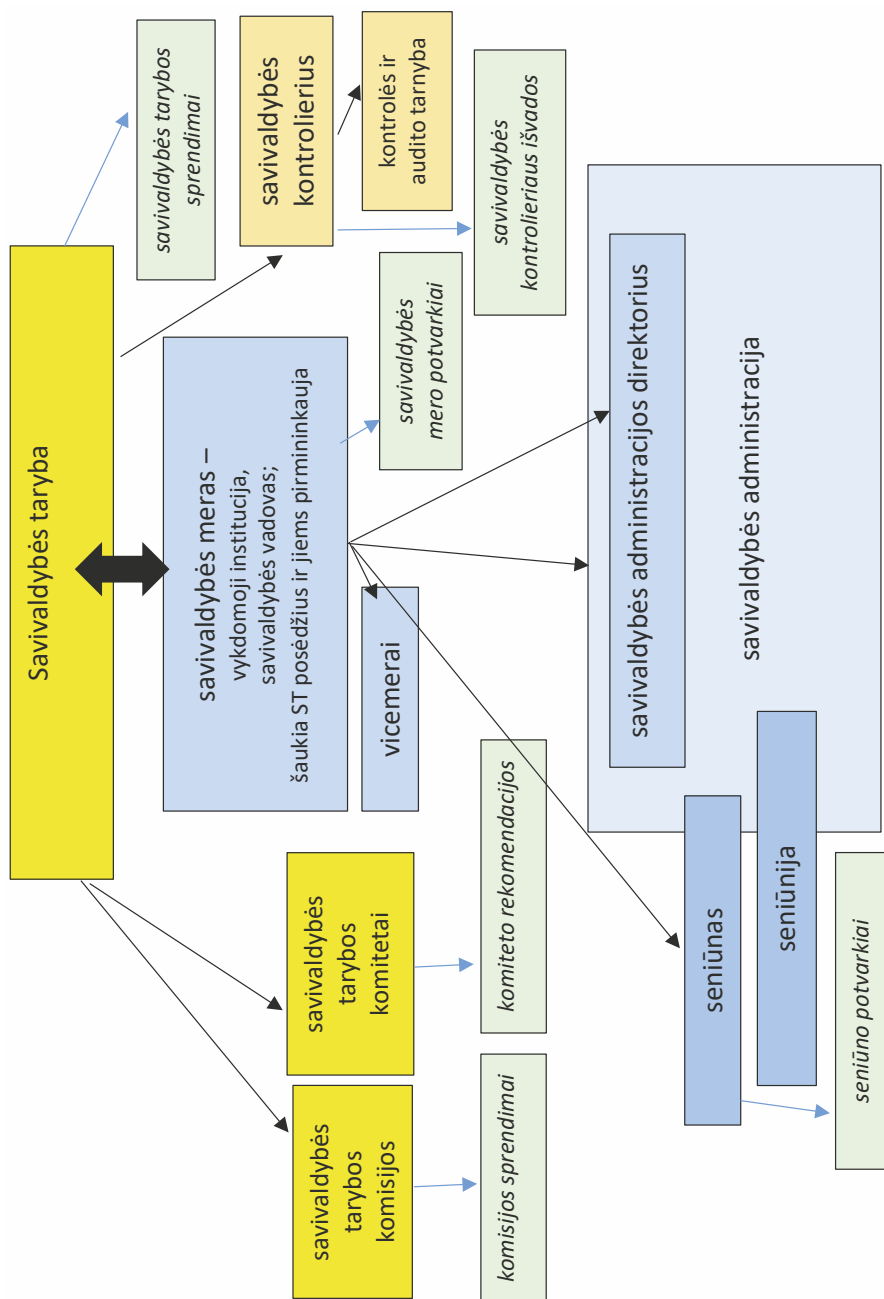 Savivaldybės taryba
savivaldybės tarybos
sprendimai
savivaldybės meras –
vykdomoji institucija,
savivaldybės vadovas;
šaukia ST posėdžius ir jiems pirmininkauja
savivaldybės
kontrolierius
kontrolės ir
audito tarnyba
savivaldybės
tarybos
komisijos
savivaldybės
tarybos
komitetai
vicemerai
savivaldybės
mero potvarkiai
savivaldybės
kontrolieriaus išvados
komisijos sprendimai
komiteto rekomendacijos
savivaldybės administracijos direktorius
savivaldybės administracija
seniūnas
seniūnija
seniūno potvarkiai